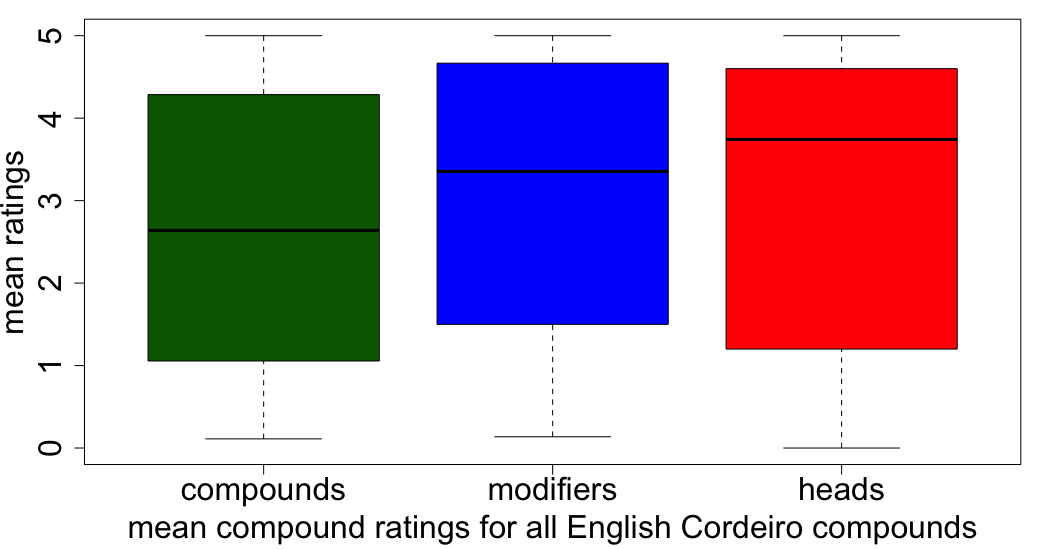 mean ratings
5
4
3
2
1
0
compounds modifiers heads
mean compound ratings for all English Cordeiro compounds